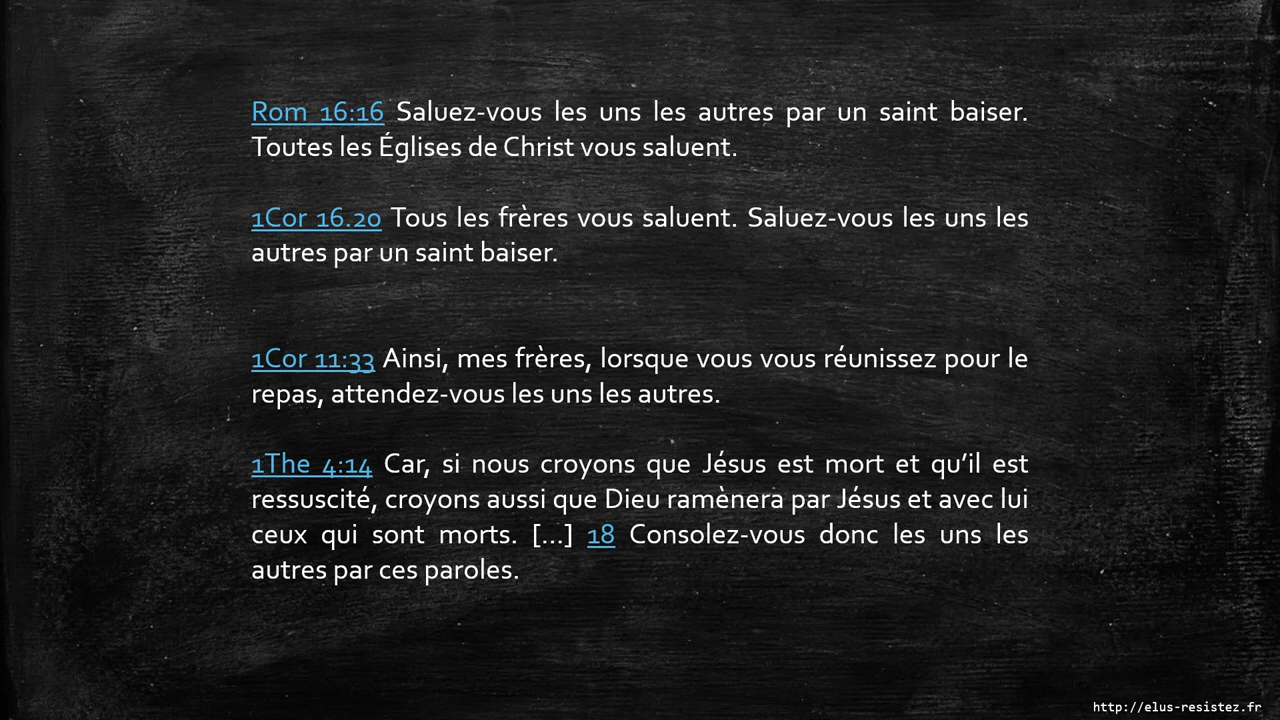 Rom 16:16 Saluez-vous les uns les autres par un saint baiser.
Toutes les Églises de Christ vous saluent.
1Cor 16.20 Tous les frères vous saluent. Saluez-vous les uns les
autres par un saint baiser.
1Cor 11:33 Ainsi, mes frères, lorsque vous vous réunissez pour le
repas, attendez-vous les uns les autres.
1The 4:14 Car, si nous croyons que Jésus est mort et qu’il est
ressuscité, croyons aussi que Dieu ramènera par Jésus et avec lui
ceux qui sont morts. [...] 18 Consolez-vous donc les uns les
autres par ces paroles.
http://elus-resistez.fr